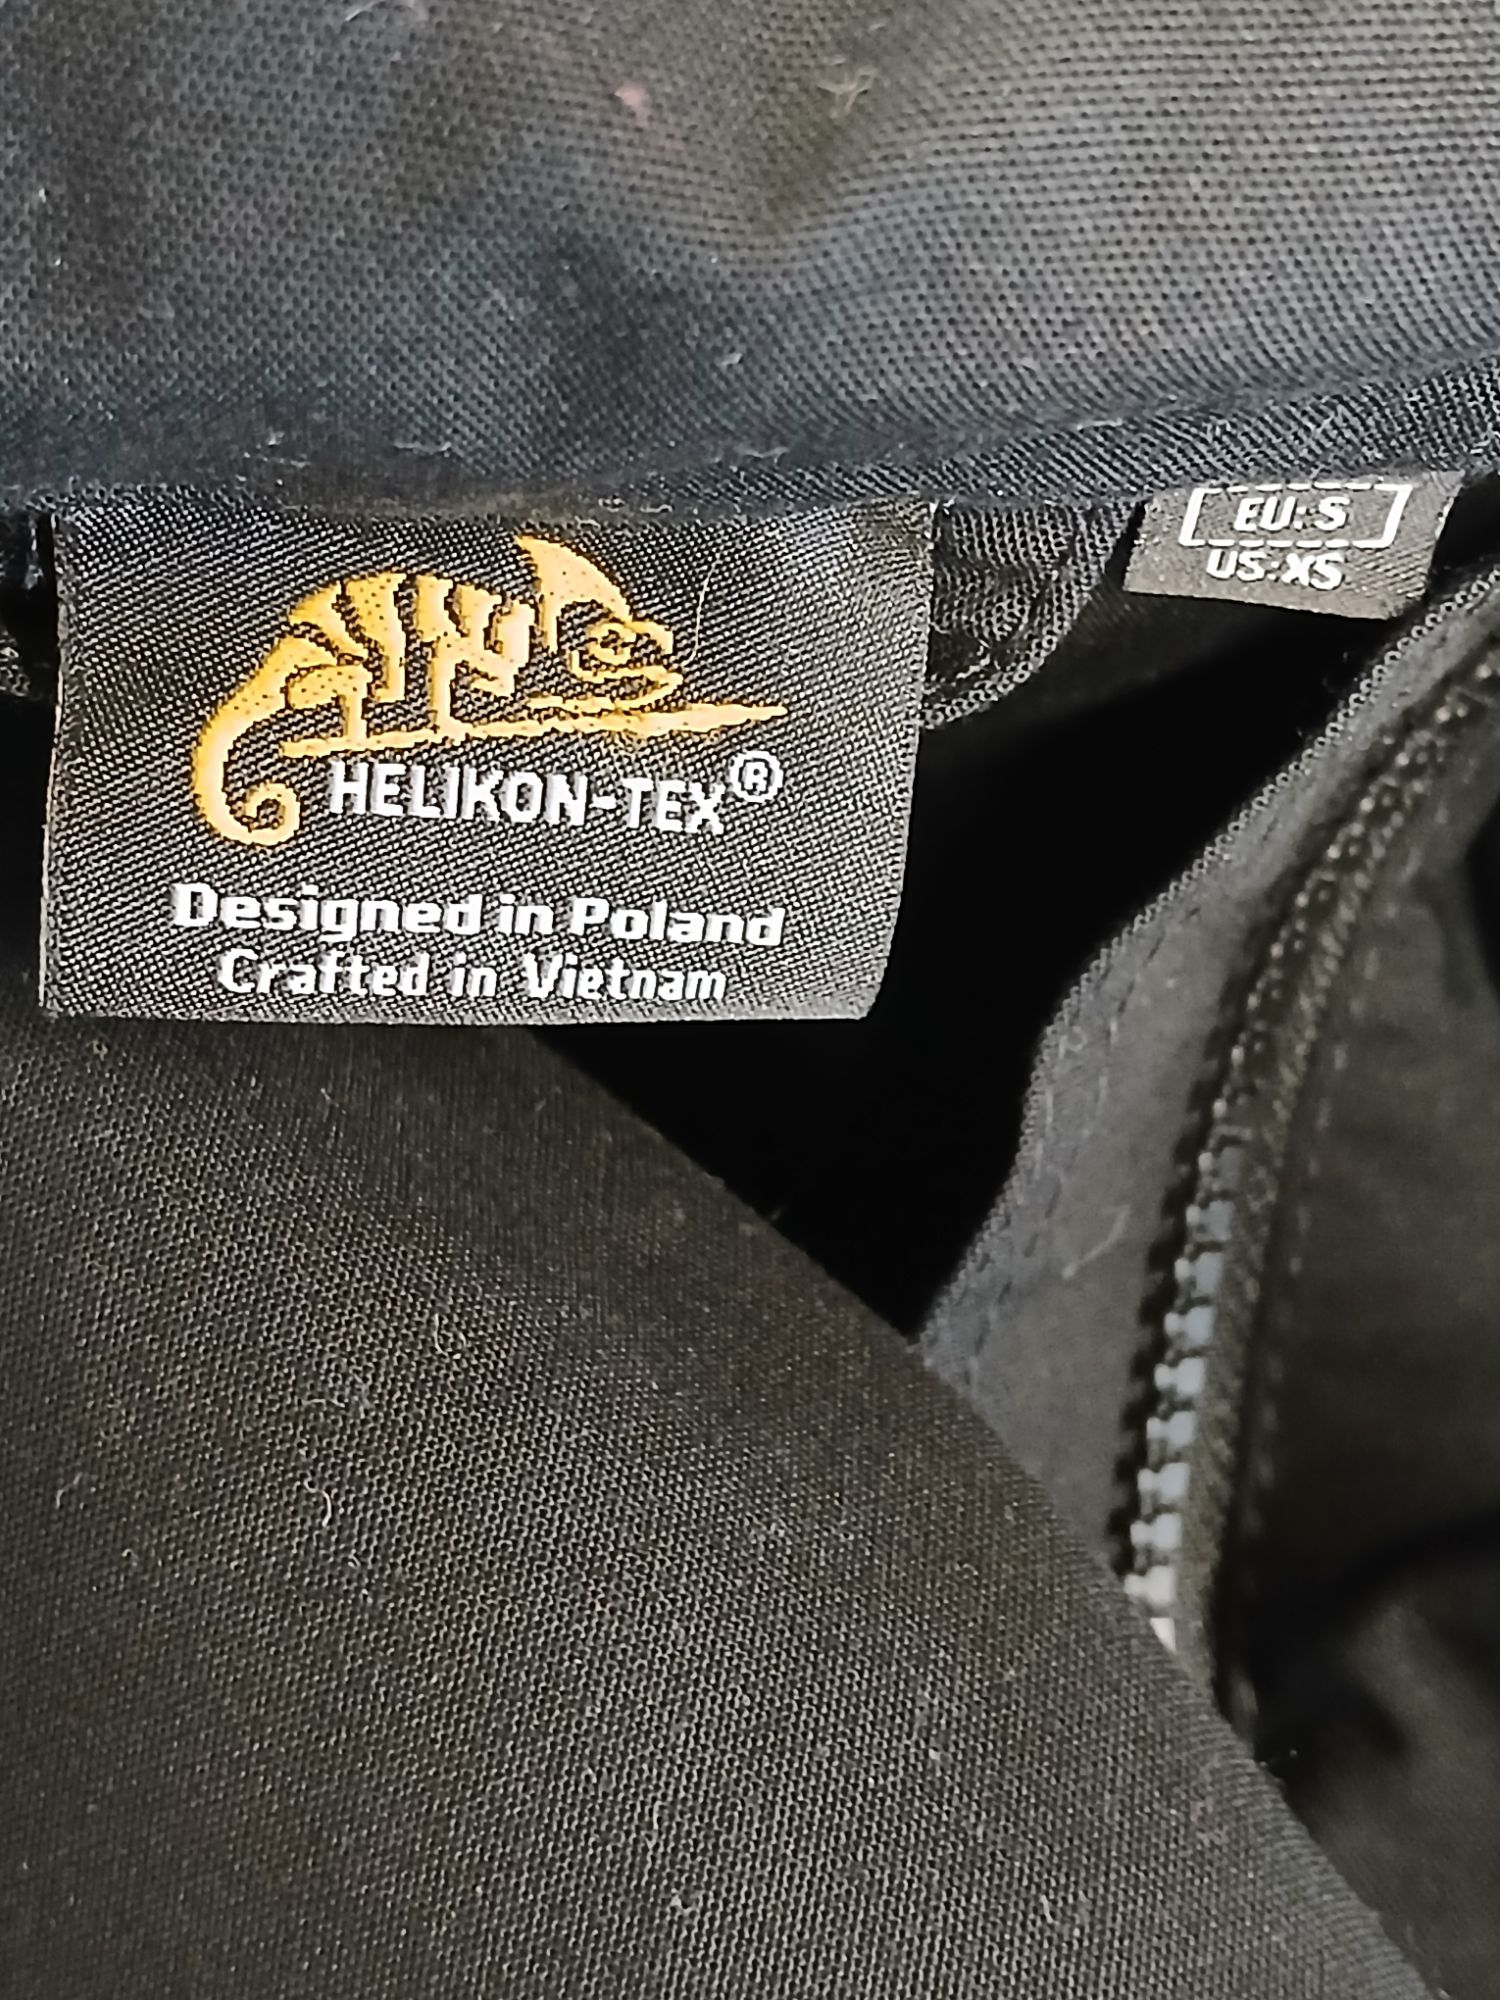 HELIKON-TEX®
Designed in Poland
Crafted in Vietnam
EU:S
US:XS